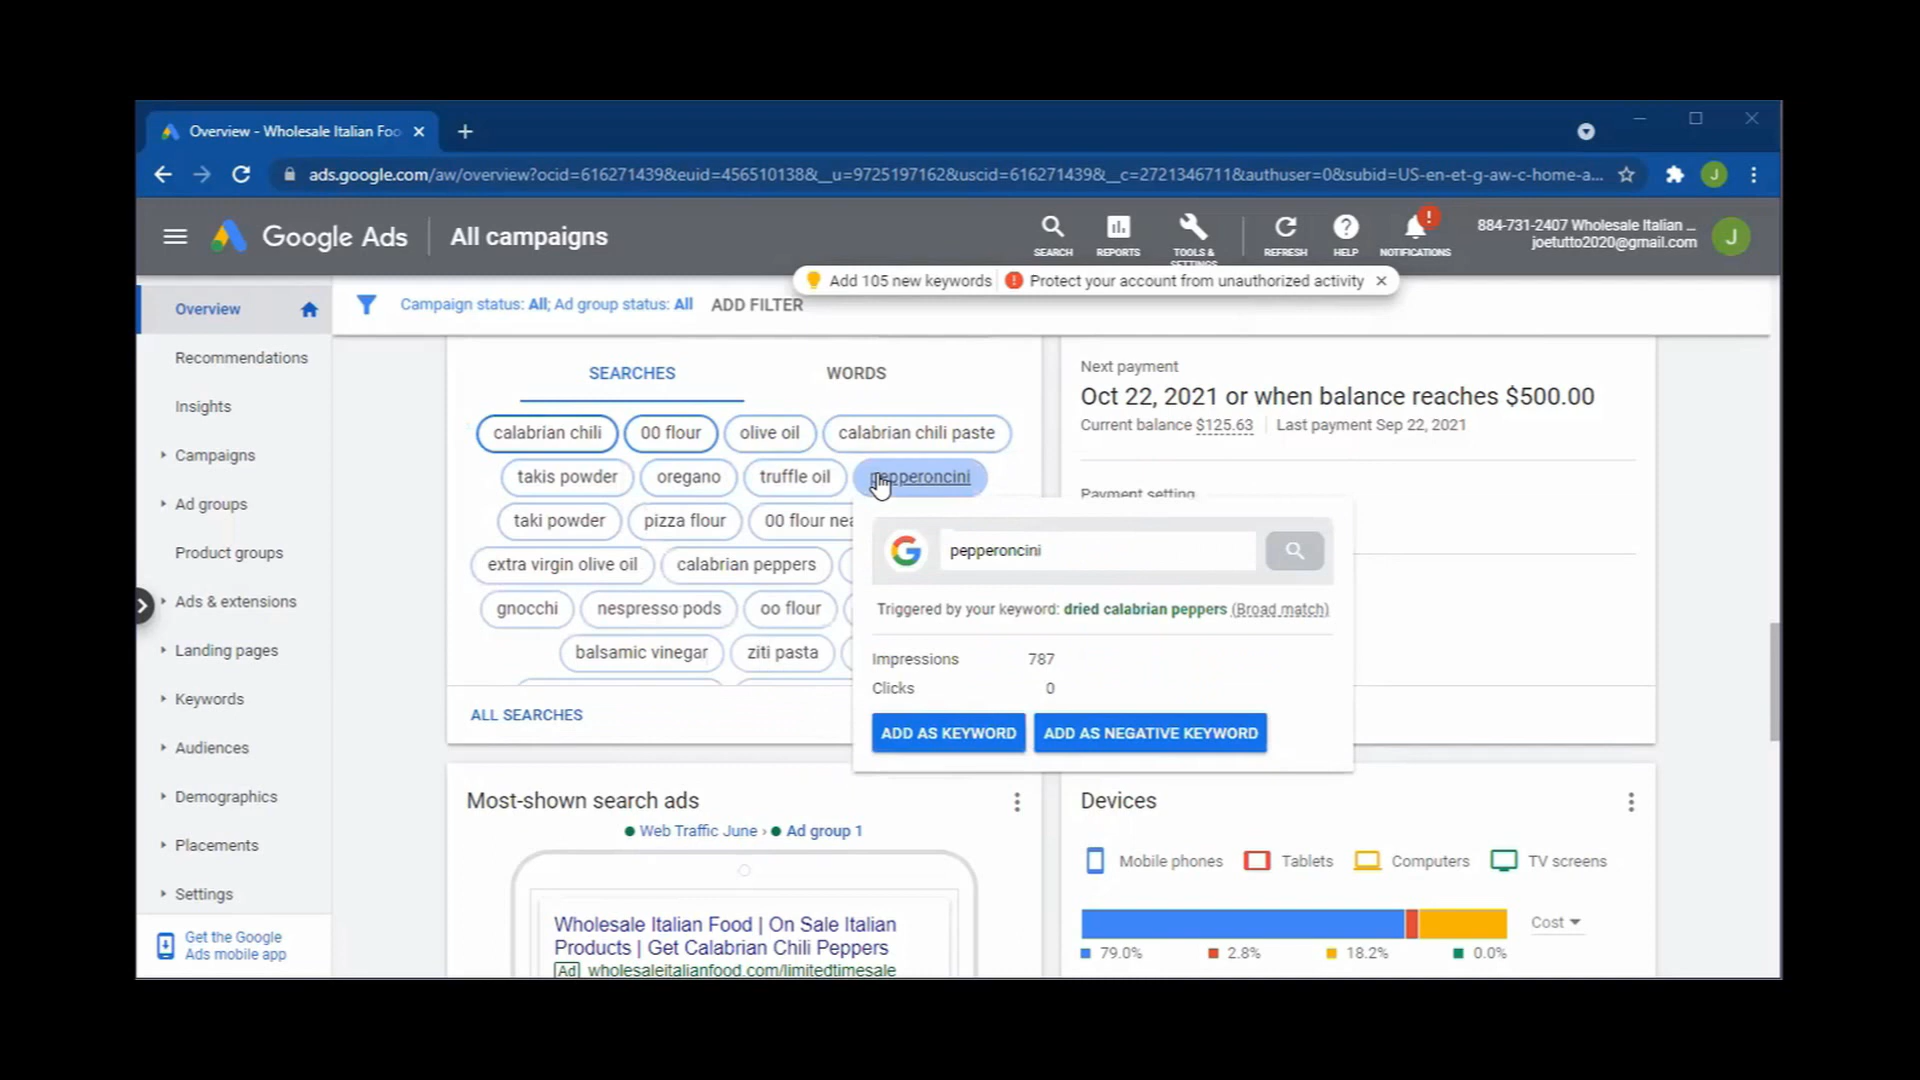 Overview - Wholesale Italian Foo
ads.google.com/aw/overview?ocid=616271439&euid=456510138&__u=9725197162&uscid=616271439&__c=2721346711&authuser=0&subid=US-en-et-g-aw-c-home-a...
J
Google Ads
All campaigns
SEARCH
REPORTS
TOOLS &
SETTINGS
REFRESH
HELP
NOTIFICATIONS
884-731-2407 Wholesale Italian ...
joetutto2020@gmail.com
J
Add 105 new keywords
Protect your account from unauthorized activity
Campaign status: All; Ad group status: All
ADD FILTER
Overview
Recommendations
Insights
Campaigns
Ad groups
Product groups
Ads & extensions
Landing pages
Keywords
Audiences
Demographics
Placements
Settings
Get the Google
Ads mobile app
SEARCHES WORDS
calabrian chili 00 flour olive oil calabrian chili paste
takis powder oregano truffle oil pepperoncini
taki powder pizza flour 00 flour nea
extra virgin olive oil calabrian peppers
gnocchi nespresso pods oo flour
balsamic vinegar ziti pasta
ALL SEARCHES
pepperoncini
Triggered by your keyword: dried calabrian peppers (Broad match)
Impressions 787
Clicks 0
ADD AS KEYWORD ADD AS NEGATIVE KEYWORD
Next payment
Oct 22, 2021 or when balance reaches $500.00
Current balance $125.63 Last payment Sep 22, 2021
Payment setting
Most-shown search ads
Web Traffic June › Ad group 1
Wholesale Italian Food | On Sale Italian
Products | Get Calabrian Chili Peppers
Ad wholesaleitalianfood.com/limitedtimesale
Devices
Mobile phones Tablets Computers TV screens
Cost
79.0% 2.8% 18.2% 0.0%